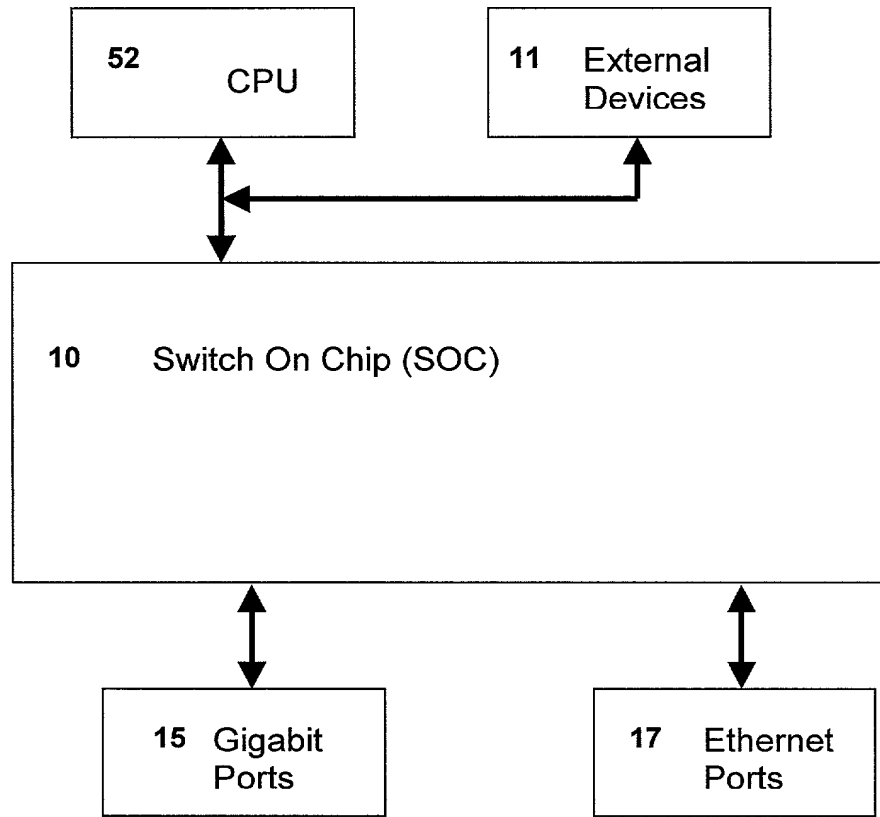 52 CPU
11 External
Devices
10 Switch On Chip (SOC)
15 Gigabit
Ports
17 Ethernet
Ports